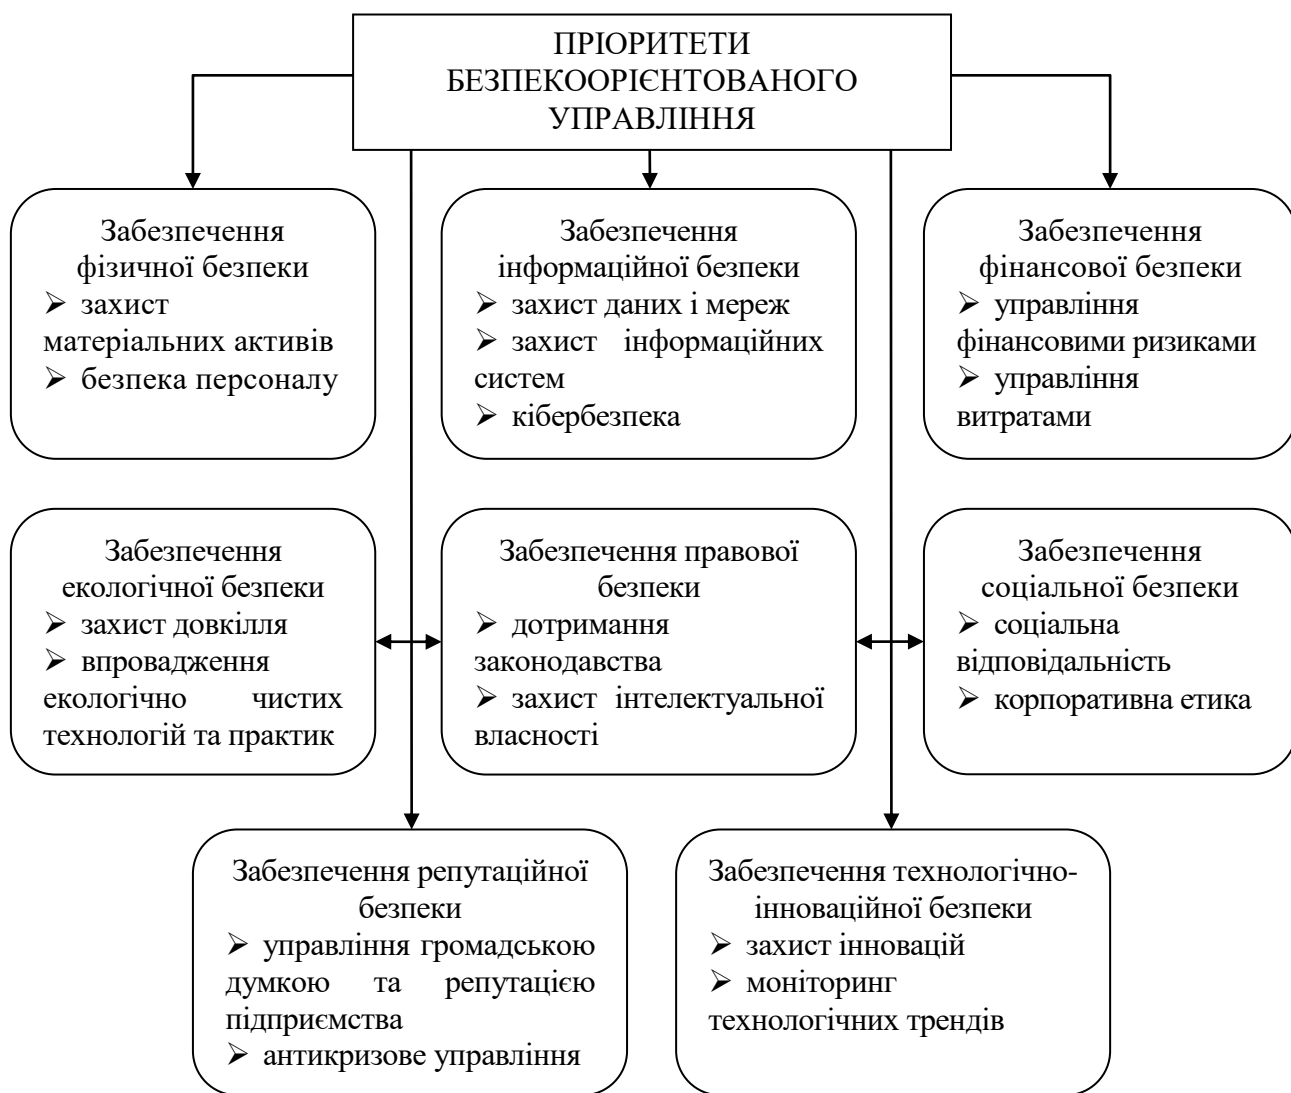 ПРІОРИТЕТИ
БЕЗПЕКООРІЄНТОВАНОГО
УПРАВЛІННЯ
Забезпечення
фізичної безпеки
➢ захист
матеріальних активів
➢ безпека персоналу
Забезпечення
інформаційної безпеки
➢ захист даних і мереж
➢ захист інформаційних
систем
➢ кібербезпека
Забезпечення
фінансової безпеки
➢ управління
фінансовими ризиками
➢ управління
витратами
Забезпечення
екологічної безпеки
➢ захист довкілля
➢ впровадження
екологічно чистих
технологій та практик
Забезпечення правової
безпеки
➢ дотримання
законодавства
➢ захист інтелектуальної
власності
Забезпечення
соціальної безпеки
➢ соціальна
відповідальність
➢ корпоративна етика
Забезпечення репутаційної
безпеки
➢ управління громадською
думкою та репутацією
підприємства
➢ антикризове управління
Забезпечення технологічно-
інноваційної безпеки
➢ захист інновацій
➢ моніторинг
технологічних трендів